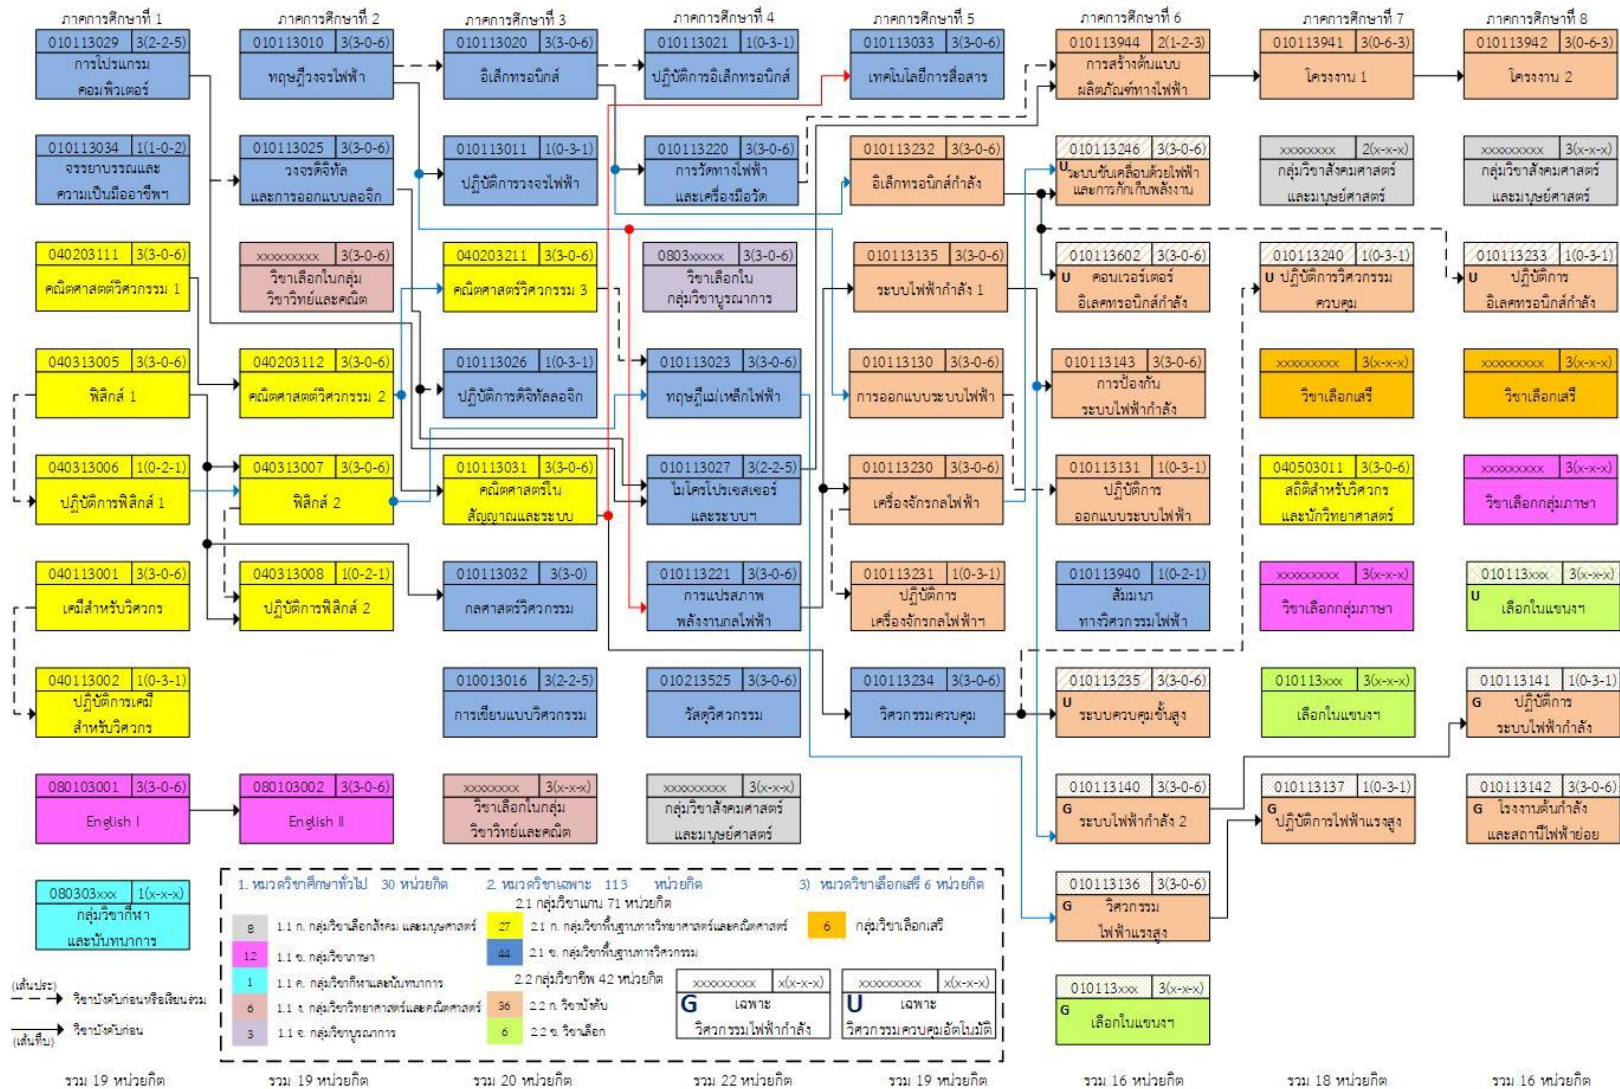 ภาคการศึกษาที่ 1
010113029 3(2-2-5)
การโปรแกรม
คอมพิวเตอร์
010113034 1(1-0-2)
จรรยาบรรณและ
ความเป็นมืออาชีพฯ
040203111 3(3-0-6)
คณิตศาสตร์วิศวกรรม 1
040313005 3(3-0-6)
ฟิสิกส์ 1
040313006 1(0-2-1)
ปฏิบัติการฟิสิกส์ 1
040113001 3(3-0-6)
เคมีสำหรับวิศวกร
040113002 1(0-3-1)
ปฏิบัติการเคมี
สำหรับวิศวกร
080103001 3(3-0-6)
English I
080303xxx 1(x-x-x)
กลุ่มวิชากีฬา
และนันทนาการ
ภาคการศึกษาที่ 2
010113010 3(3-0-6)
ทฤษฎีวงจรไฟฟ้า
010113025 3(3-0-6)
วงจรดิจิทัล
และการออกแบบลอจิก
xxxxxxxxx 3(3-0-6)
วิชาเลือกในกลุ่ม
วิชาวิทย์และคณิต
040203112 3(3-0-6)
คณิตศาสตร์วิศวกรรม 2
040313007 3(3-0-6)
ฟิสิกส์ 2
040313008 1(0-2-1)
ปฏิบัติการฟิสิกส์ 2
080103002 3(3-0-6)
English II
ภาคการศึกษาที่ 3
010113020 3(3-0-6)
อิเล็กทรอนิกส์
010113011 1(0-3-1)
ปฏิบัติการวงจรไฟฟ้า
040203211 3(3-0-6)
คณิตศาสตร์วิศวกรรม 3
010113026 1(0-3-1)
ปฏิบัติการดิจิทัลลอจิก
010113031 3(3-0-6)
คณิตศาสตร์ใน
สัญญาณและระบบ
010113032 3(3-0)
กลศาสตร์วิศวกรรม
010013016 3(2-2-5)
การเขียนแบบวิศวกรรม
xxxxxxxx 3(x-x-x)
วิชาเลือกในกลุ่ม
วิชาวิทย์และคณิต
ภาคการศึกษาที่ 4
010113021 1(0-3-1)
ปฏิบัติการอิเล็กทรอนิกส์
010113220 3(3-0-6)
การวัดทางไฟฟ้า
และเครื่องมือวัด
0803xxxxx 3(3-0-6)
วิชาเลือกใน
กลุ่มวิชาบูรณาการ
010113023 3(3-0-6)
ทฤษฎีแม่เหล็กไฟฟ้า
010113027 3(2-2-5)
ไมโครโปรเซสเซอร์
และระบบฯ
010113221 3(3-0-6)
การแปรสภาพ
พลังงานกลไฟฟ้า
010213525 3(3-0-6)
วัสดุวิศวกรรม
xxxxxxxxx 3(x-x-x)
กลุ่มวิชาสังคมศาสตร์
และมนุษย์ศาสตร์
ภาคการศึกษาที่ 5
010113033 3(3-0-6)
เทคโนโลยีการสื่อสาร
010113232 3(3-0-6)
อิเล็กทรอนิกส์กำลัง
010113135 3(3-0-6)
ระบบไฟฟ้ากำลัง 1
010113130 3(3-0-6)
การออกแบบระบบไฟฟ้า
010113230 3(3-0-6)
เครื่องจักรกลไฟฟ้า
010113231 1(0-3-1)
ปฏิบัติการ
เครื่องจักรกลไฟฟ้าฯ
010113234 3(3-0-6)
วิศวกรรมควบคุม
ภาคการศึกษาที่ 6
010113944 2(1-2-3)
การสร้างต้นแบบ
ผลิตภัณฑ์ทางไฟฟ้า
010113246 3(3-0-6)
U ระบบขับเคลื่อนด้วยไฟฟ้า
และการกักเก็บพลังงาน
010113602 3(3-0-6)
U คอนเวอร์เตอร์
อิเลคทรอนิกส์กำลัง
010113143 3(3-0-6)
การป้องกัน
ระบบไฟฟ้ากำลัง
010113131 1(0-3-1)
ปฏิบัติการ
ออกแบบระบบไฟฟ้า
010113940 1(0-2-1)
สัมมนา
ทางวิศวกรรมไฟฟ้า
010113235 3(3-0-6)
U ระบบควบคุมขั้นสูง
010113140 3(3-0-6)
G ระบบไฟฟ้ากำลัง 2
010113136 3(3-0-6)
G วิศวกรรม
ไฟฟ้าแรงสูง
010113xxx 3(x-x-x)
G เลือกในแขนงฯ
ภาคการศึกษาที่ 7
010113941 3(0-6-3)
โครงงาน 1
xxxxxxxx 2(x-x-x)
กลุ่มวิชาสังคมศาสตร์
และมนุษย์ศาสตร์
010113240 1(0-3-1)
U ปฏิบัติการวิศวกรรม
ควบคุม
xxxxxxxxx 3(x-x-x)
วิชาเลือกเสรี
040503011 3(3-0-6)
สถิติสำหรับวิศวกร
และนักวิทยาศาสตร์
xxxxxxxxx 3(x-x-x)
วิชาเลือกกลุ่มภาษา
010113xxx 3(x-x-x)
เลือกในแขนงฯ
010113137 1(0-3-1)
G ปฏิบัติการไฟฟ้าแรงสูง
ภาคการศึกษาที่ 8
010113942 3(0-6-3)
โครงงาน 2
xxxxxxxxx 3(x-x-x)
กลุ่มวิชาสังคมศาสตร์
และมนุษย์ศาสตร์
010113233 1(0-3-1)
U ปฏิบัติการ
อิเลคทรอนิกส์กำลัง
xxxxxxxxx 3(x-x-x)
วิชาเลือกเสรี
xxxxxxxxx 3(x-x-x)
วิชาเลือกกลุ่มภาษา
010113xxx 3(x-x-x)
U เลือกในแขนงฯ
010113141 1(0-3-1)
G ปฏิบัติการ
ระบบไฟฟ้ากำลัง
010113142 3(3-0-6)
G โรงงานต้นกำลัง
และสถานีไฟฟ้าย่อย
(เส้นประ)
วิชาบังคับก่อนหรือเรียนร่วม
วิชาบังคับก่อน
(เส้นทึบ)
1. หมวดวิชาศึกษาทั่วไป 30 หน่วยกิต
8 1.1 ก. กลุ่มวิชาเลือกสังคม และมนุษศาสตร์
12 1.1 ข. กลุ่มวิชาภาษา
1 1.1 ค. กลุ่มวิชากีฬาและนันทนาการ
6 1.1 ง. กลุ่มวิชาวิทยาศาสตร์และคณิตศาสตร์
3 1.1 จ. กลุ่มวิชาบูรณาการ
2. หมวดวิชาเฉพาะ 113 หน่วยกิต
2.1 กลุ่มวิชาแกน 71 หน่วยกิต
27 2.1 ก. กลุ่มวิชาพื้นฐานทางวิทยาศาสตร์และคณิตศาสตร์
44 2.1 ข. กลุ่มวิชาพื้นฐานทางวิศวกรรม
2.2 กลุ่มวิชาชีพ 42 หน่วยกิต
36 2.2 ก. วิชาบังคับ
6 2.2 ข. วิชาเลือก
3) หมวดวิชาเลือกเสรี 6 หน่วยกิต
6 กลุ่มวิชาเลือกเสรี
xxxxxxxxx x(x-x-x)
G เฉพาะ
วิศวกรรมไฟฟ้ากำลัง
xxxxxxxxx x(x-x-x)
U เฉพาะ
วิศวกรรมควบคุมอัตโนมัติ
รวม 19 หน่วยกิต
รวม 19 หน่วยกิต
รวม 20 หน่วยกิต
รวม 22 หน่วยกิต
รวม 19 หน่วยกิต
รวม 16 หน่วยกิต
รวม 18 หน่วยกิต
รวม 16 หน่วยกิต